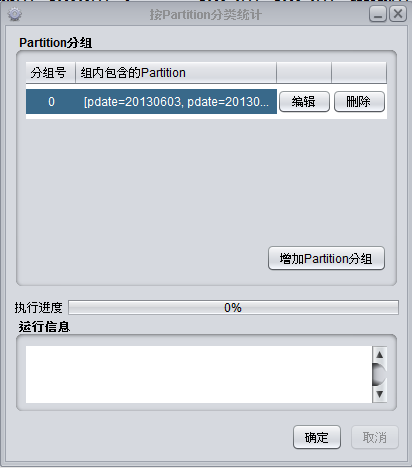 按Partition分类统计
Partition分组
分组号 组内包含的Partition
0 [pdate=20130603, pdate=20130... 编辑 删除
增加Partition分组
执行进度 0%
运行信息
确定 取消